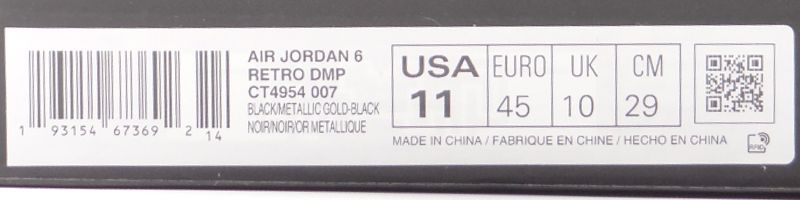 AIR JORDAN 6
RETRO DMP
CT4954 007
BLACK/METALLIC GOLD-BLACK
NOIR/NOIR/OR METALLIQUE
1 93154 67369 2 14
USA EURO UK CM
11 45 10 29
MADE IN CHINA / FABRIQUE EN CHINE / HECHO EN CHINA
RFID